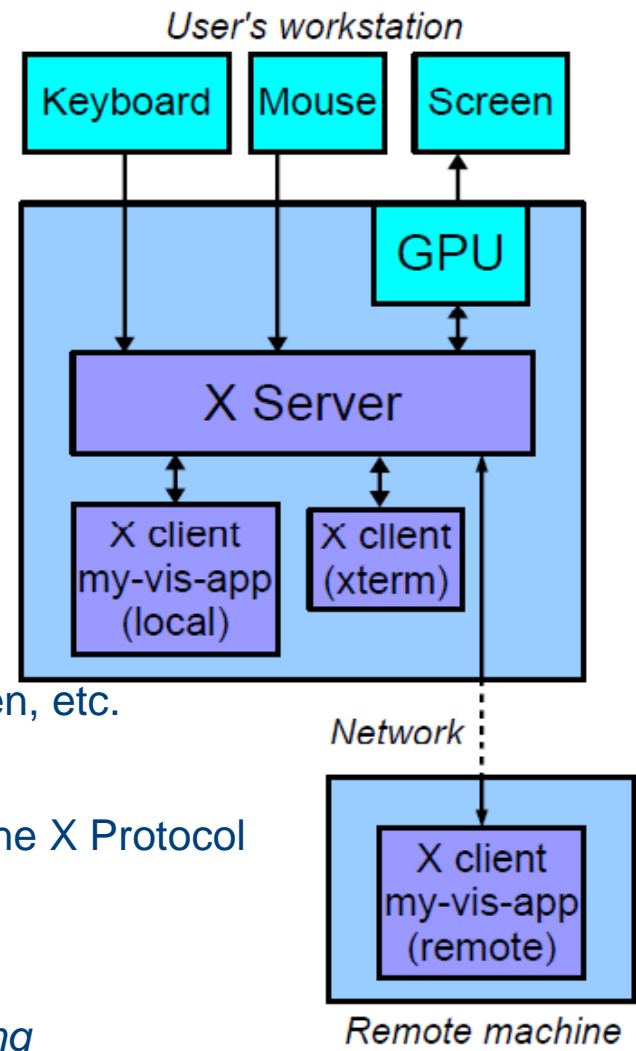 User's workstation
Keyboard Mouse Screen
GPU
X Server
X client
my-vis-app
(local)
X client
(xterm)
en, etc.
Network
ne X Protocol
X client
my-vis-app
(remote)
ng
Remote machine